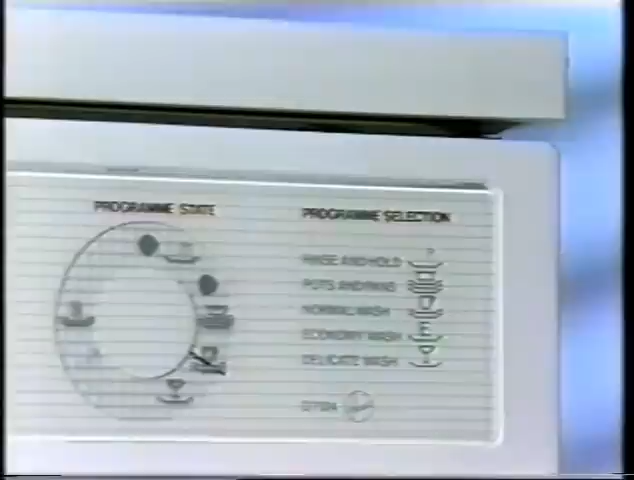 PROGRAMME STATE
PROGRAMME SELECTION
RINSE AND HOLD
POTS AND PANS
NORMAL WASH
ECONOMY WASH
E
DELICATE WASH